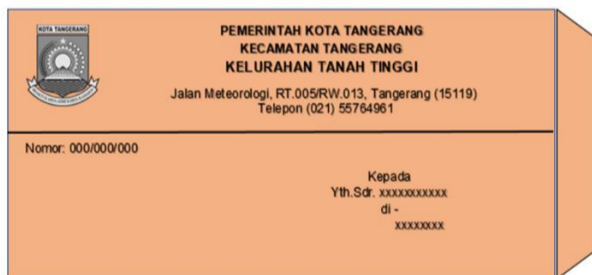 KOTA TANGERANG
PEMERINTAH KOTA TANGERANG
KECAMATAN TANGERANG
KELURAHAN TANAH TINGGI
Jalan Meteorologi, RT.005/RW.013, Tangerang (15119)
Telepon (021) 55764961
Nomor: 000/000/000
Kepada
Yth.Sdr. xxxxxxxxxxx
di -
xxxxxxxx